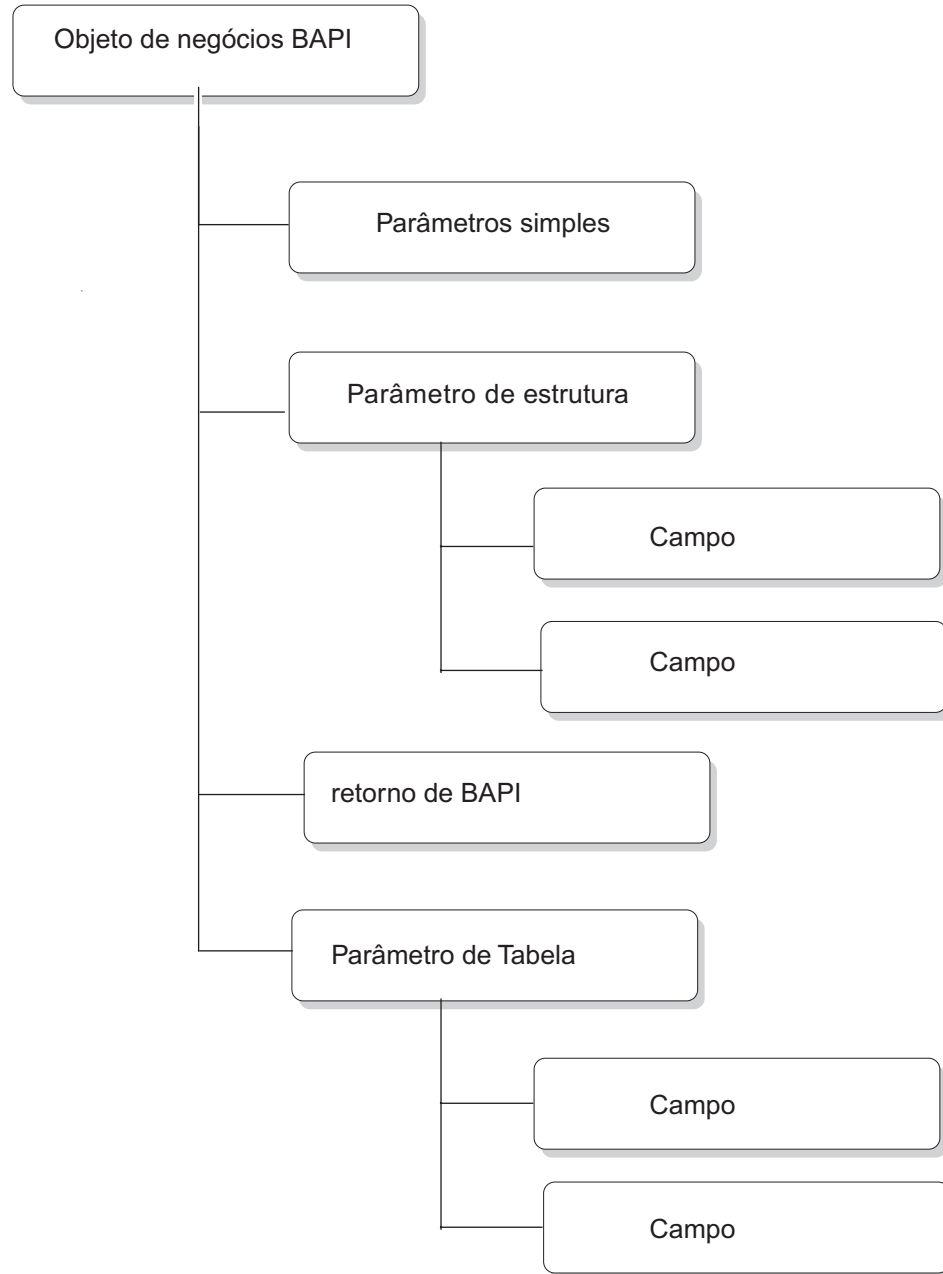 Objeto de negócios BAPI
Parâmetros simples
Parâmetro de estrutura
Campo
Campo
retorno de BAPI
Parâmetro de Tabela
Campo
Campo